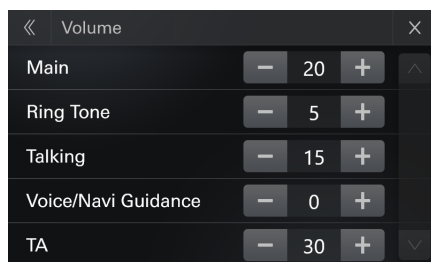 《 Volume X
Main − 20 +
Ring Tone − 5 +
Talking − 15 +
Voice/Navi Guidance − 0 +
TA − 30 +